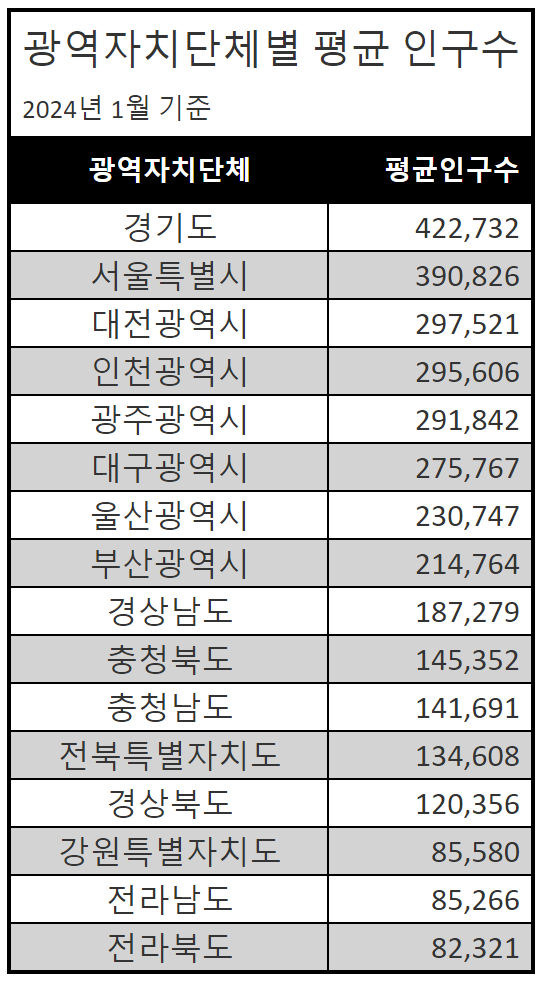 광역자치단체별 평균 인구수
2024년 1월 기준
광역자치단체 평균인구수
경기도 422,732
서울특별시 390,826
대전광역시 297,521
인천광역시 295,606
광주광역시 291,842
대구광역시 275,767
울산광역시 230,747
부산광역시 214,764
경상남도 187,279
충청북도 145,352
충청남도 141,691
전북특별자치도 134,608
경상북도 120,356
강원특별자치도 85,580
전라남도 85,266
전라북도 82,321